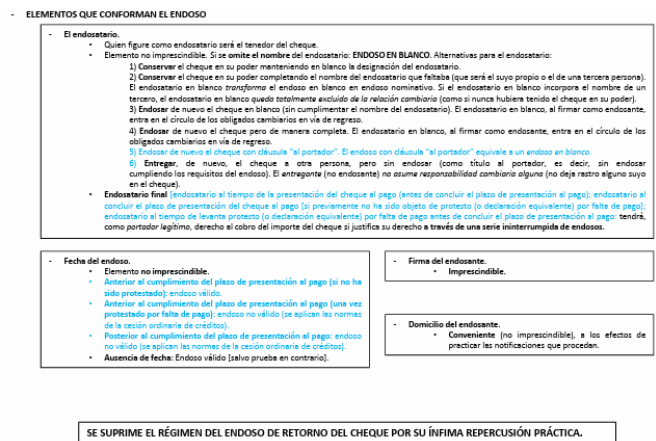 - ELEMENTOS QUE CONFORMAN EL ENDOSO
- El endosatario.
• Quien figure como endosatario será el tenedor del cheque.
• Elemento no imprescindible. Si se omite el nombre del endosatario: ENDOSO EN BLANCO. Alternativas para el endosatario:
1) Conservar el cheque en su poder manteniendo en blanco la designación del endosatario.
2) Conservar el cheque en su poder completando el nombre del endosatario que faltaba (que será el suyo propio o el de una tercera persona).
El endosatario en blanco transforma el endoso en blanco en endoso nominativo. Si el endosatario en blanco incorpora el nombre de un
tercero, el endosatario en blanco queda totalmente excluido de la relación cambiaria (como si nunca hubiera tenido el cheque en su poder).
3) Endosar de nuevo el cheque en blanco (sin cumplimentar el nombre del endosatario). El endosatario en blanco, al firmar como endosante,
entra en el círculo de los obligados cambiarios en vía de regreso.
4) Endosar de nuevo el cheque pero de manera completa. El endosatario en blanco, al firmar como endosante, entra en el círculo de los
obligados cambiarios en vía de regreso.
5) Endosar de nuevo el cheque con cláusula "al portador". El endoso con cláusula "al portador" equivale a un endoso en blanco.
6) Entregar, de nuevo, el cheque a otra persona, pero sin endosar (como título al portador, es decir, sin endosar
cumpliendo los requisitos del endoso). El entregante (no endosante) no asume responsabilidad cambiaria alguna (no deja rastro alguno suyo
en el cheque).
• Endosatario final [endosatario al tiempo de la presentación del cheque al pago (antes de concluir el plazo de presentación al pago); endosatario al
concluir el plazo de presentación del cheque al pago [si previamente no ha sido objeto de protesto (o declaración equivalente) por falta de pago];
endosatario al tiempo de levanta protesto (o declaración equivalente) por falta de pago antes de concluir el plazo de presentación al pago: tendrá,
como portador legítimo, derecho al cobro del importe del cheque si justifica su derecho a través de una serie ininterrumpida de endosos.
- Fecha del endoso.
• Elemento no imprescindible.
• Anterior al cumplimiento del plazo de presentación al pago (si no ha
sido protestado): endoso válido.
• Anterior al cumplimiento del plazo de presentación al pago (una vez
protestado por falta de pago): endoso no válido (se aplican las normas
de la cesión ordinaria de créditos).
• Posterior al cumplimiento del plazo de presentación al pago: endoso
no válido (se aplican las normas de la cesión ordinaria de créditos).
• Ausencia de fecha: Endoso válido [salvo prueba en contrario].
- Firma del endosante.
• Imprescindible.
- Domicilio del endosante.
• Conveniente (no imprescindible), a los efectos de
practicar las notificaciones que procedan.
SE SUPRIME EL RÉGIMEN DEL ENDOSO DE RETORNO DEL CHEQUE POR SU ÍNFIMA REPERCUSIÓN PRÁCTICA.